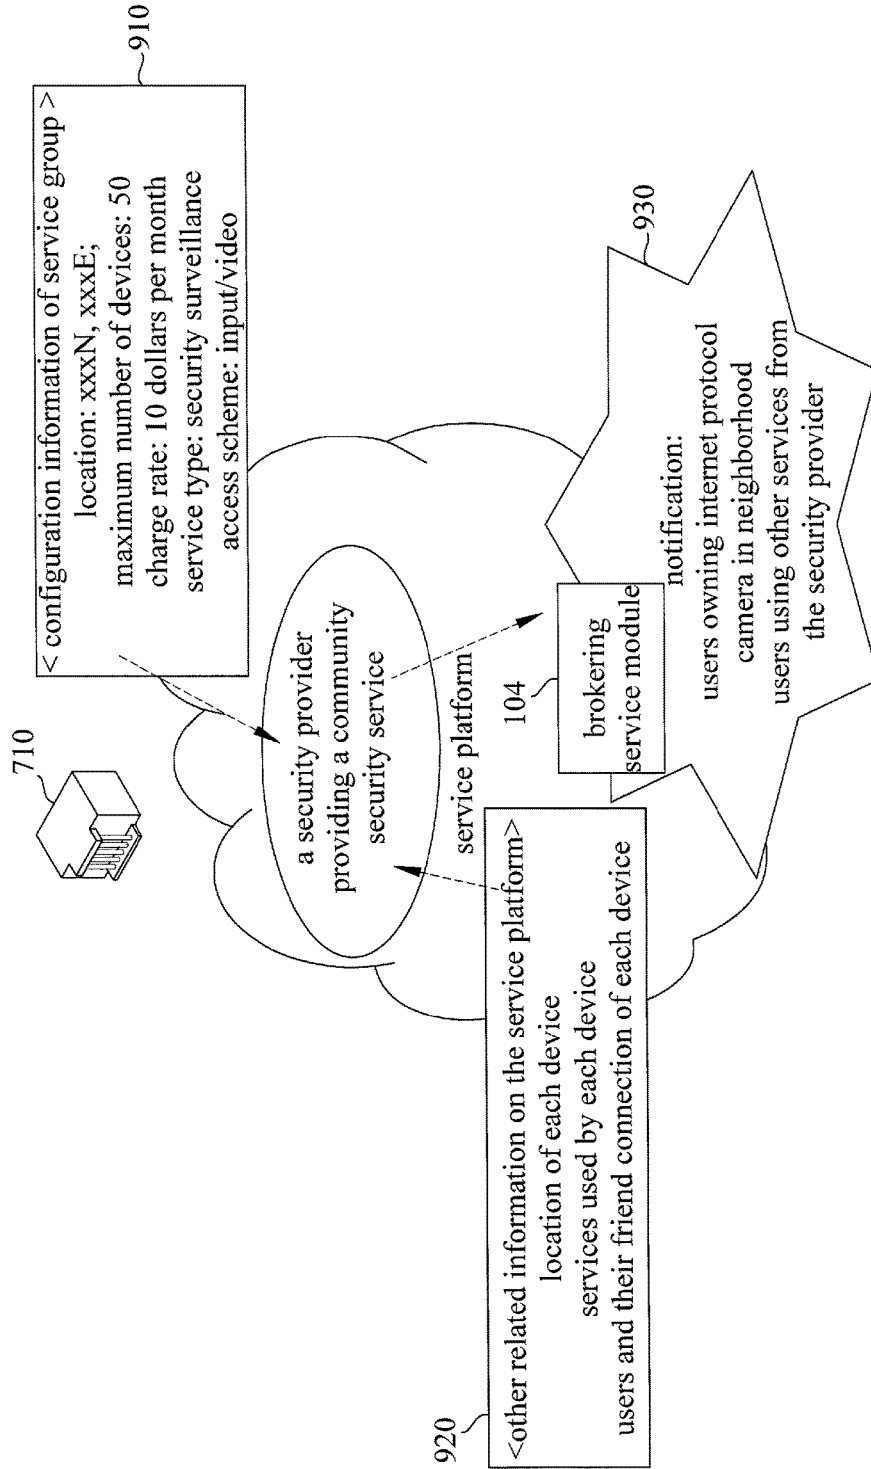 710
910
< configuration information of service group >
location: xxxN, xxxE;
maximum number of devices: 50
charge rate: 10 dollars per month
service type: security surveillance
access scheme: input/video
a security provider
providing a community
security service
service platform
104
brokering
service module
920
<other related information on the service platform>
location of each device
services used by each device
users and their friend connection of each device
930
notification:
users owning internet protocol
camera in neighborhood
users using other services from
the security provider